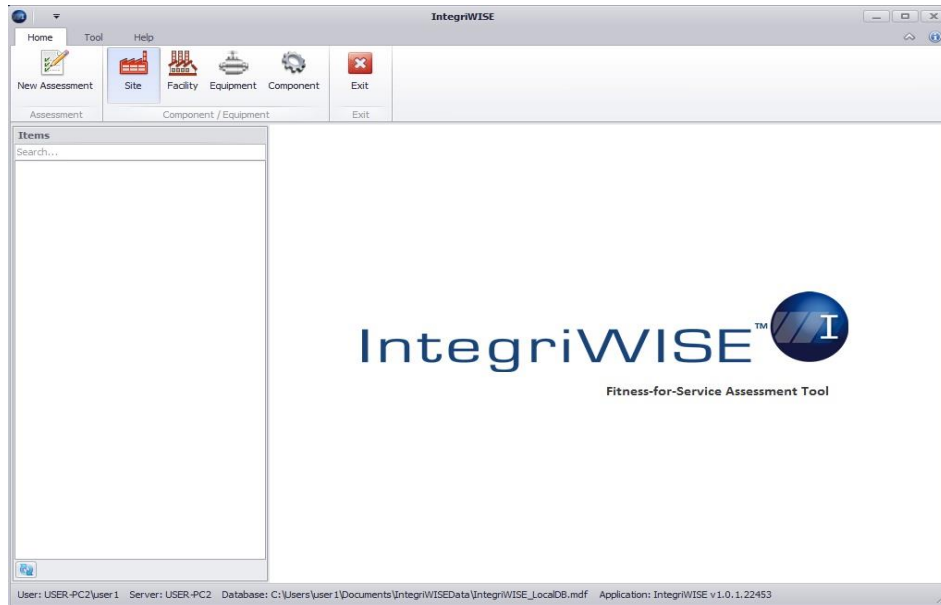 IntegriWISE
Home Tool Help
New Assessment Site Facility Equipment Component Exit
Assessment Component / Equipment Exit
Items
Search...
IntegriWISE™ I
Fitness-for-Service Assessment Tool
User: USER-PC2\user1 Server: USER-PC2 Database: C:\Users\user1\Documents\IntegriWISEData\IntegriWISE_LocalDB.mdf Application: IntegriWISE v1.0.1.22453